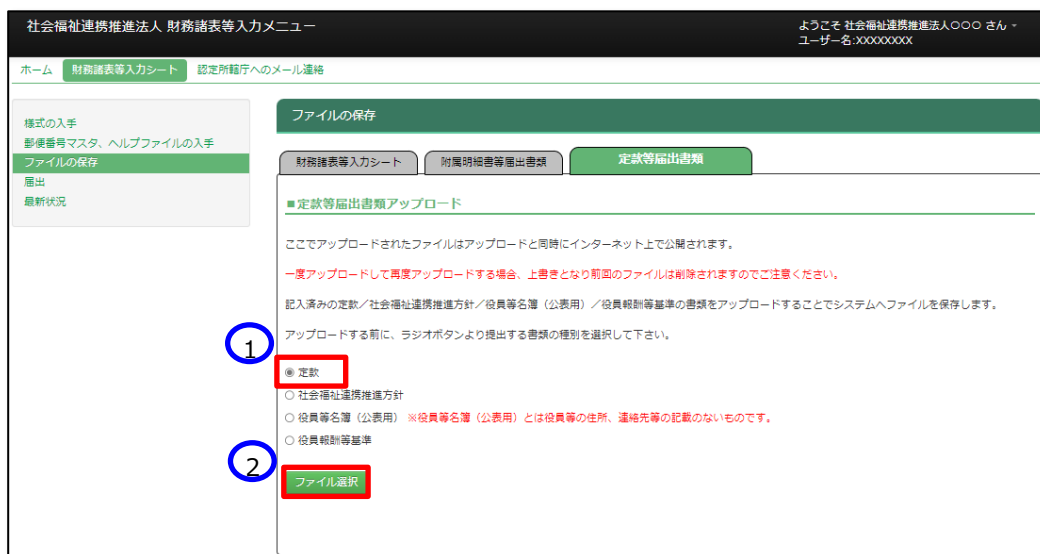 社会福祉連携推進法人 財務諸表等入力メニュー
ようこそ 社会福祉連携推進法人〇〇〇 さん
ユーザー名:XXXXXXXX
ホーム 財務諸表等入力シート 認定所轄庁へのメール連絡
様式の入手
郵便番号マスタ、ヘルプファイルの入手
ファイルの保存
届出
最新状況
ファイルの保存
財務諸表等入力シート 附属明細書等届出書類 定款等届出書類
■定款等届出書類アップロード
ここでアップロードされたファイルはアップロードと同時にインターネット上で公開されます。
一度アップロードして再度アップロードする場合、上書きとなり前回のファイルは削除されますのでご注意ください。
記入済みの定款／社会福祉連携推進方針／役員等名簿（公表用）／役員報酬等基準の書類をアップロードすることでシステムへファイルを保存します。
アップロードする前に、ラジオボタンより提出する書類の種別を選択して下さい。
1
定款
社会福祉連携推進方針
役員等名簿（公表用） ※役員等名簿（公表用）とは役員等の住所、連絡先等の記載のないものです。
役員報酬等基準
2
ファイル選択